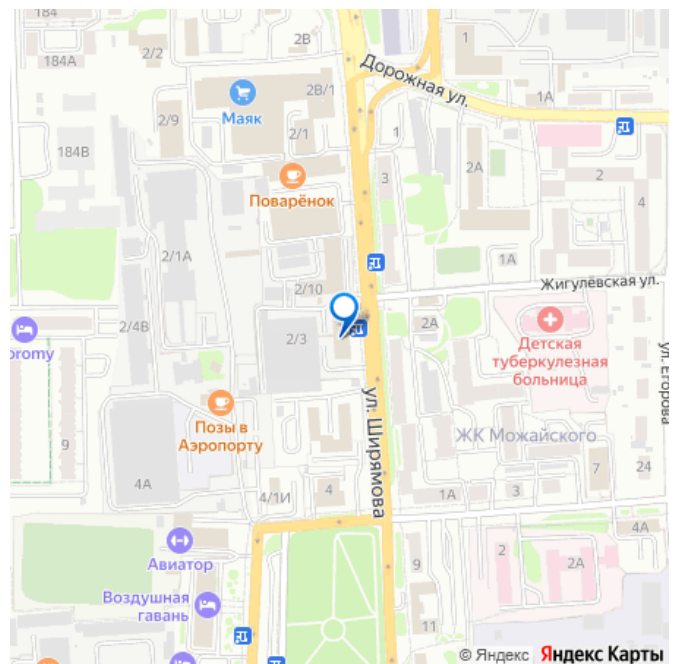 184
2/2
2В
184А
1
Дорожная ул.
2В/1
1А
Маяк
2/9
2/1
1
184В
2А
3
2
Поварёнок
4
2/1А
1А
2/10
Жигулёвская ул.
2/4В
2/3
2А
Детская
туберкулезная
больница
ул. Егорова
Позы в
Аэропорту
ул. Ширямова
ЖК Можайского
9
7
24
4А
4/1И
4
1А
3
4А
Авиатор
2
2А
9
Воздушная
гавань
11
© Яндекс Яндекс Карты